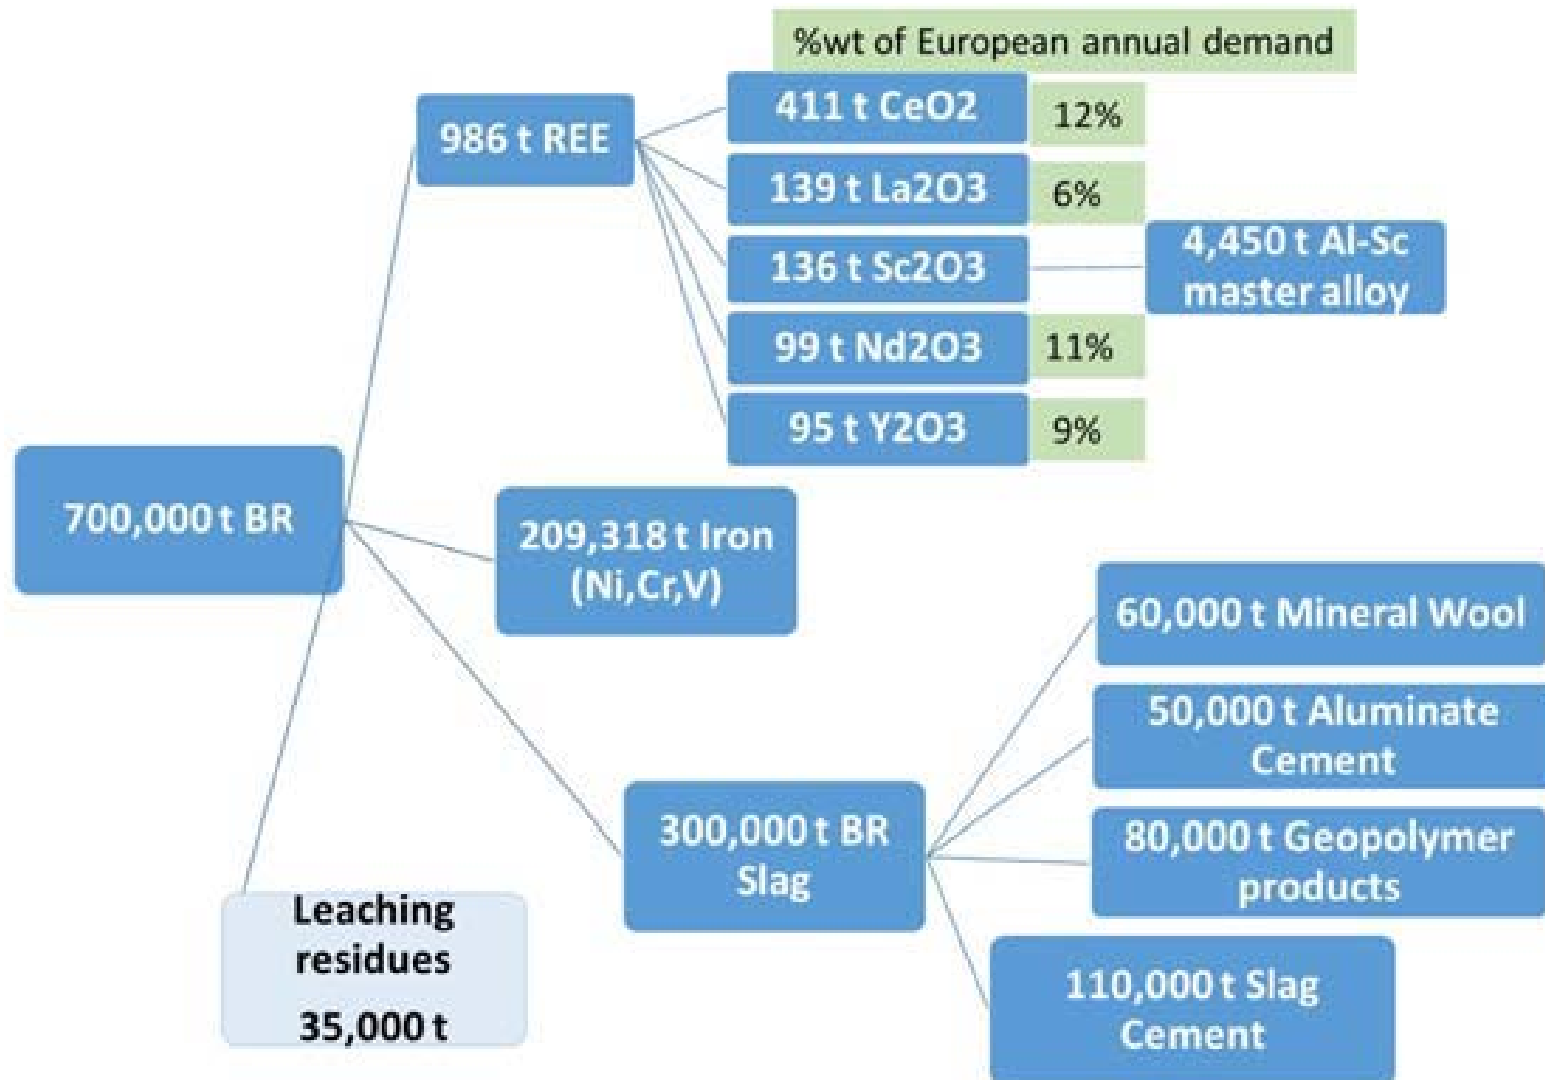 %wt of European annual demand
986 t REE
411 t CeO2
12%
139 t La2O3
6%
136 t Sc2O3
4,450 t Al-Sc
master alloy
99 t Nd2O3
11%
95 t Y2O3
9%
700,000 t BR
209,318 t Iron
(Ni,Cr,V)
60,000 t Mineral Wool
50,000 t Aluminate
Cement
300,000 t BR
Slag
80,000 t Geopolymer
products
110,000 t Slag
Cement
Leaching
residues
35,000 t